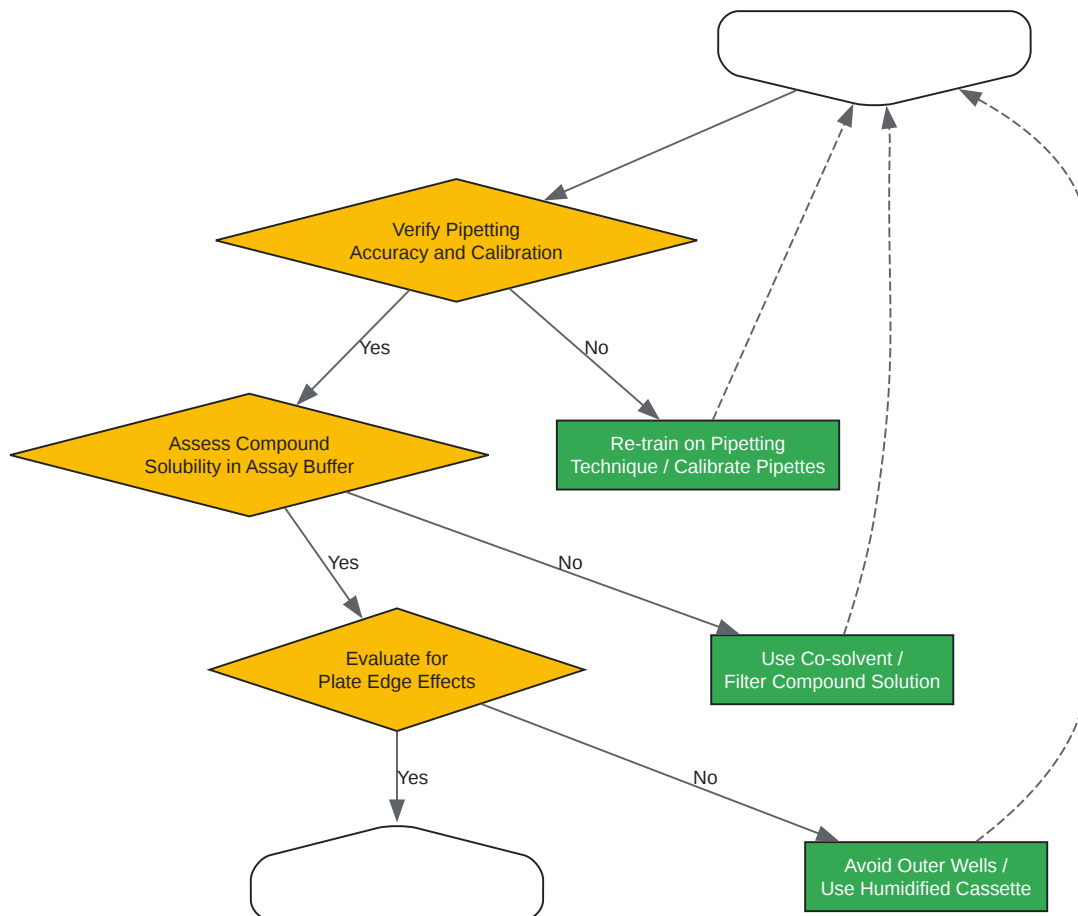 Verify Pipetting
Accuracy and Calibration
Yes
No
Assess Compound
Solubility in Assay Buffer
Re-train on Pipetting
Technique / Calibrate Pipettes
Yes
No
Evaluate for
Plate Edge Effects
Use Co-solvent /
Filter Compound Solution
Yes
No
Avoid Outer Wells /
Use Humidified Cassette